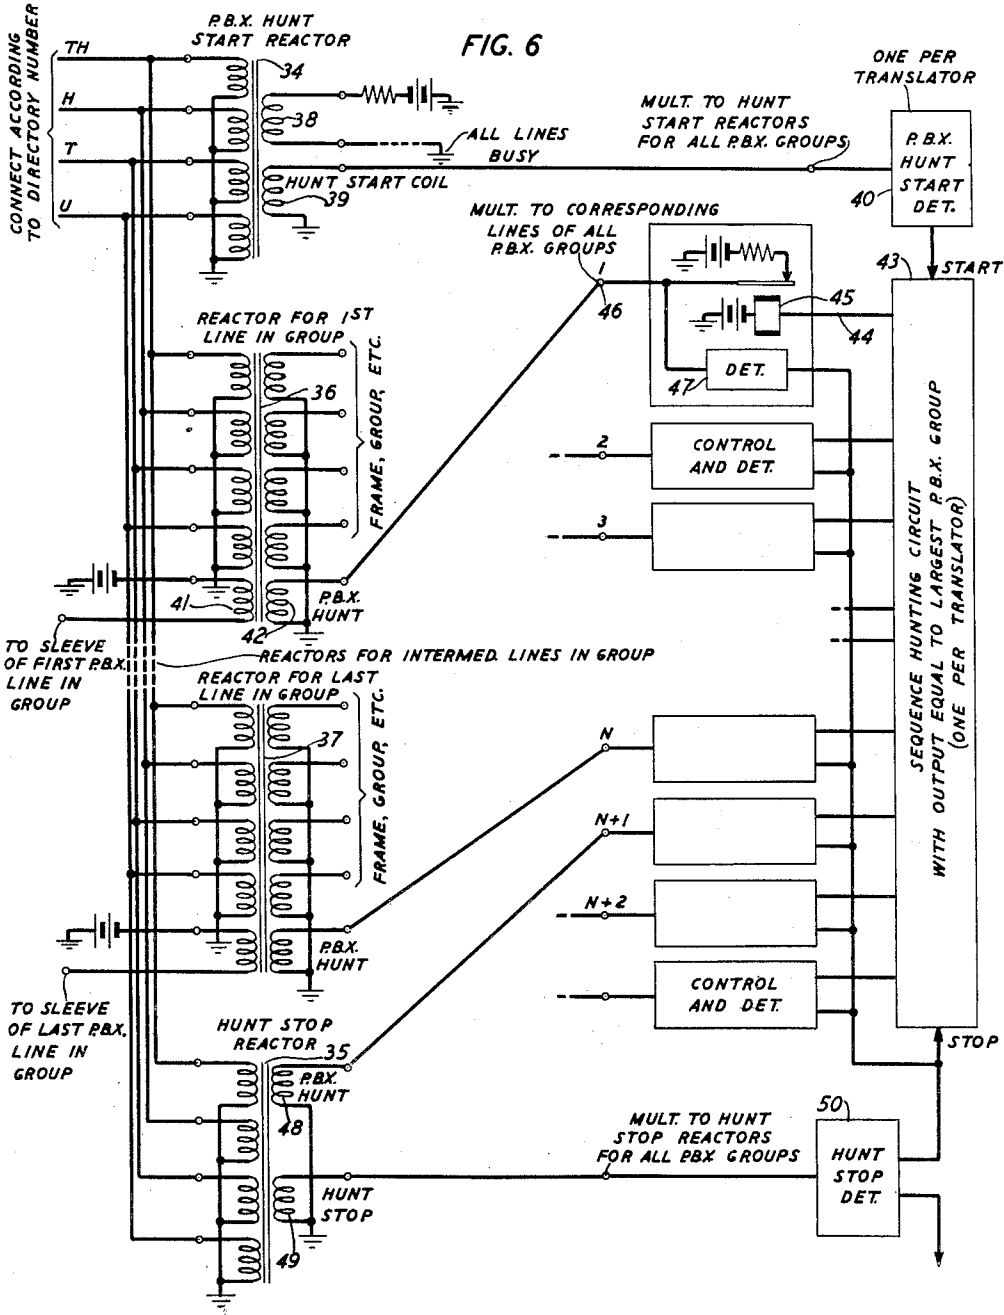 FIG. 6
P.B.X. HUNT
START REACTOR
34
CONNECT ACCORDING
TO DIRECTORY NUMBER
TH
H
T
U
38
ALL LINES
BUSY
HUNT START COIL
39
MULT. TO HUNT
START REACTORS
FOR ALL P.B.X. GROUPS
ONE PER
TRANSLATOR
P.B.X.
HUNT
START
DET.
40
MULT. TO CORRESPONDING
LINES OF ALL
P.B.X. GROUPS
1
46
45
44
47
DET.
43
START
REACTOR FOR 1ST
LINE IN GROUP
36
FRAME, GROUP, ETC.
41
42
P.B.X.
HUNT
TO SLEEVE
OF FIRST P.B.X.
LINE IN
GROUP
REACTORS FOR INTERMED. LINES IN GROUP
2
CONTROL
AND DET.
3
SEQUENCE HUNTING CIRCUIT
WITH OUTPUT EQUAL TO LARGEST P.B.X. GROUP
(ONE PER TRANSLATOR)
REACTOR FOR LAST
LINE IN GROUP
37
FRAME, GROUP, ETC.
P.B.X.
HUNT
N
N+1
N+2
CONTROL
AND DET.
TO SLEEVE
OF LAST P.B.X.
LINE IN
GROUP
HUNT STOP
REACTOR
35
P.B.X.
HUNT
48
STOP
MULT. TO HUNT
STOP REACTORS
FOR ALL PBX GROUPS
50
HUNT
STOP
DET.
HUNT
STOP
49